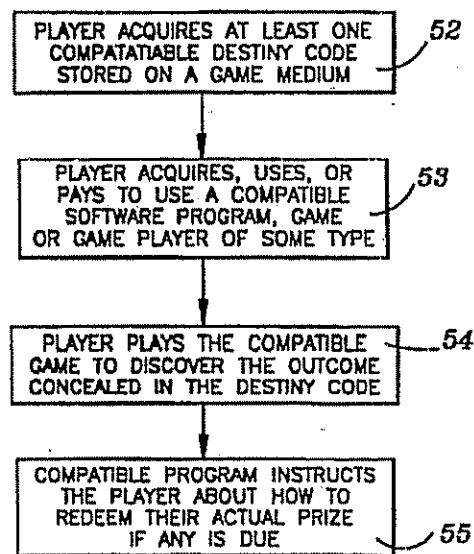 PLAYER ACQUIRES AT LEAST ONE
COMPATATIABLE DESTINY CODE
STORED ON A GAME MEDIUM
52
PLAYER ACQUIRES, USES, OR
PAYS TO USE A COMPATIBLE
SOFTWARE PROGRAM, GAME
OR GAME PLAYER OF SOME TYPE
53
PLAYER PLAYS THE COMPATIBLE
GAME TO DISCOVER THE OUTCOME
CONCEALED IN THE DESTINY CODE
54
COMPATIBLE PROGRAM INSTRUCTS
THE PLAYER ABOUT HOW TO
REDEEM THEIR ACTUAL PRIZE
IF ANY IS DUE
55